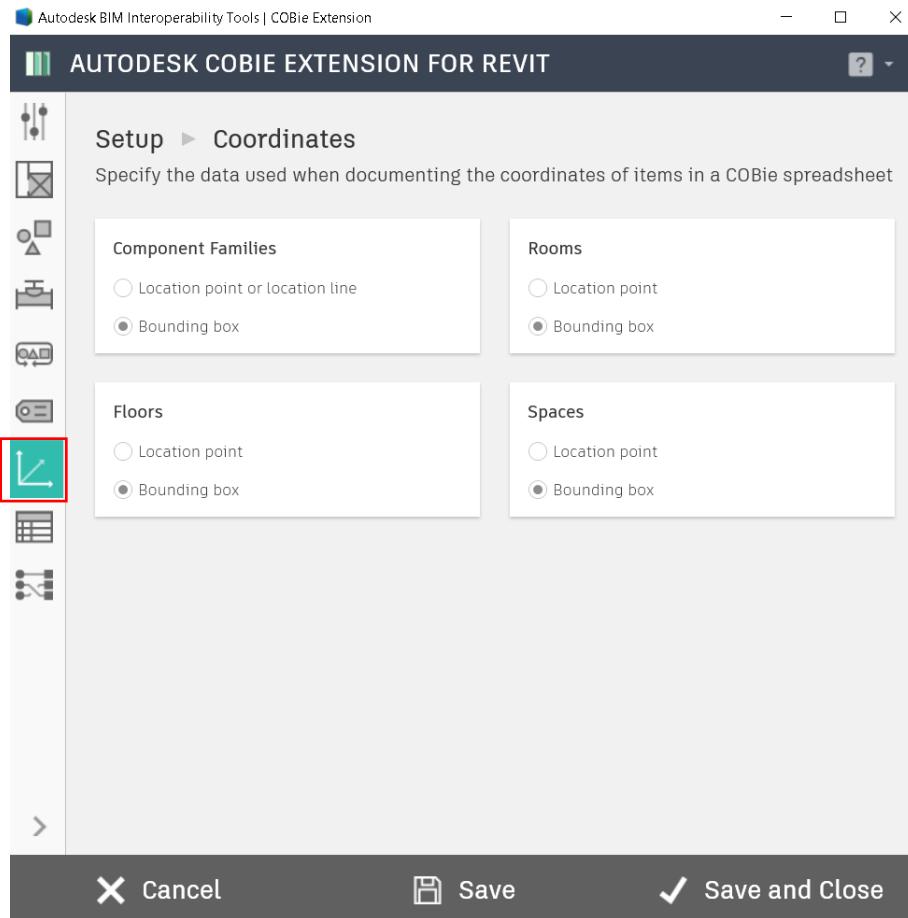 Autodesk BIM Interoperability Tools | COBie Extension
AUTODESK COBIE EXTENSION FOR REVIT
?
Setup Coordinates
Specify the data used when documenting the coordinates of items in a COBie spreadsheet
Component Families
Location point or location line
Bounding box
Rooms
Location point
Bounding box
Floors
Location point
Bounding box
Spaces
Location point
Bounding box
Cancel
Save
Save and Close